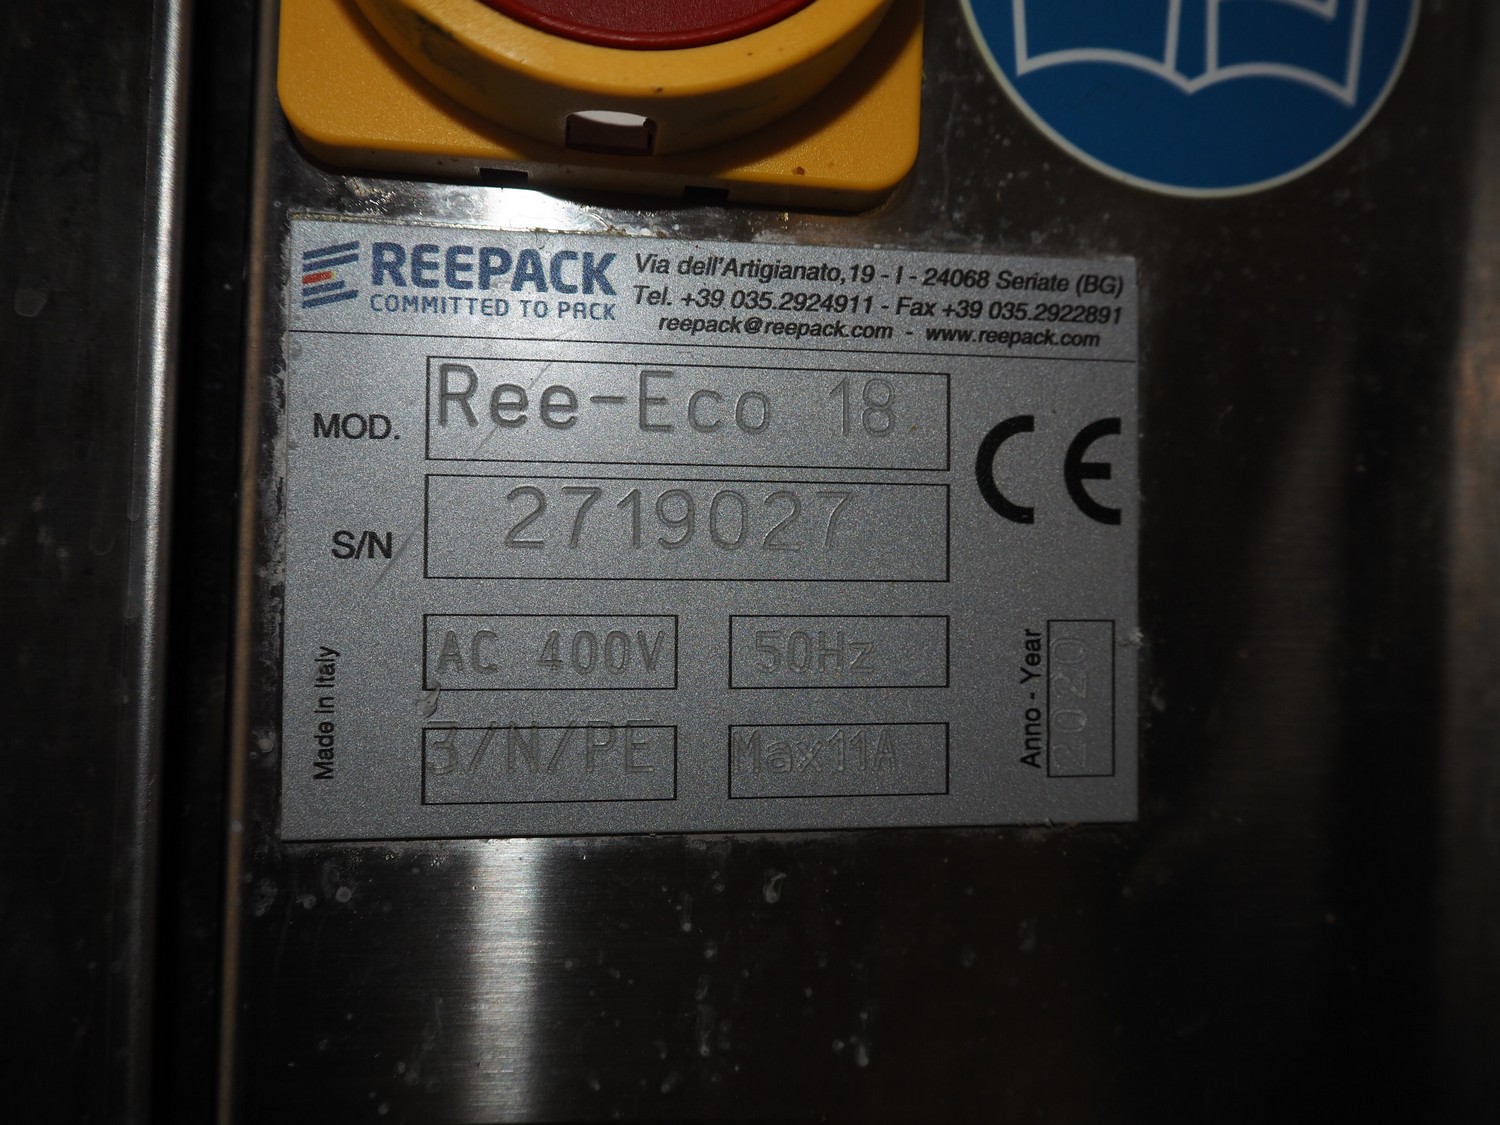 REEPACK
COMMITTED TO PACK
Via dell'Artigianato,19 - I - 24068 Seriate (BG)
Tel. +39 035.2924911 - Fax +39 035.2922891
reepack@reepack.com - www.reepack.com
MOD. Ree-Eco 18
CE
S/N 2719027
Made in Italy
AC 400V 50Hz
3/N/PE Max11A
Anno - Year 2020